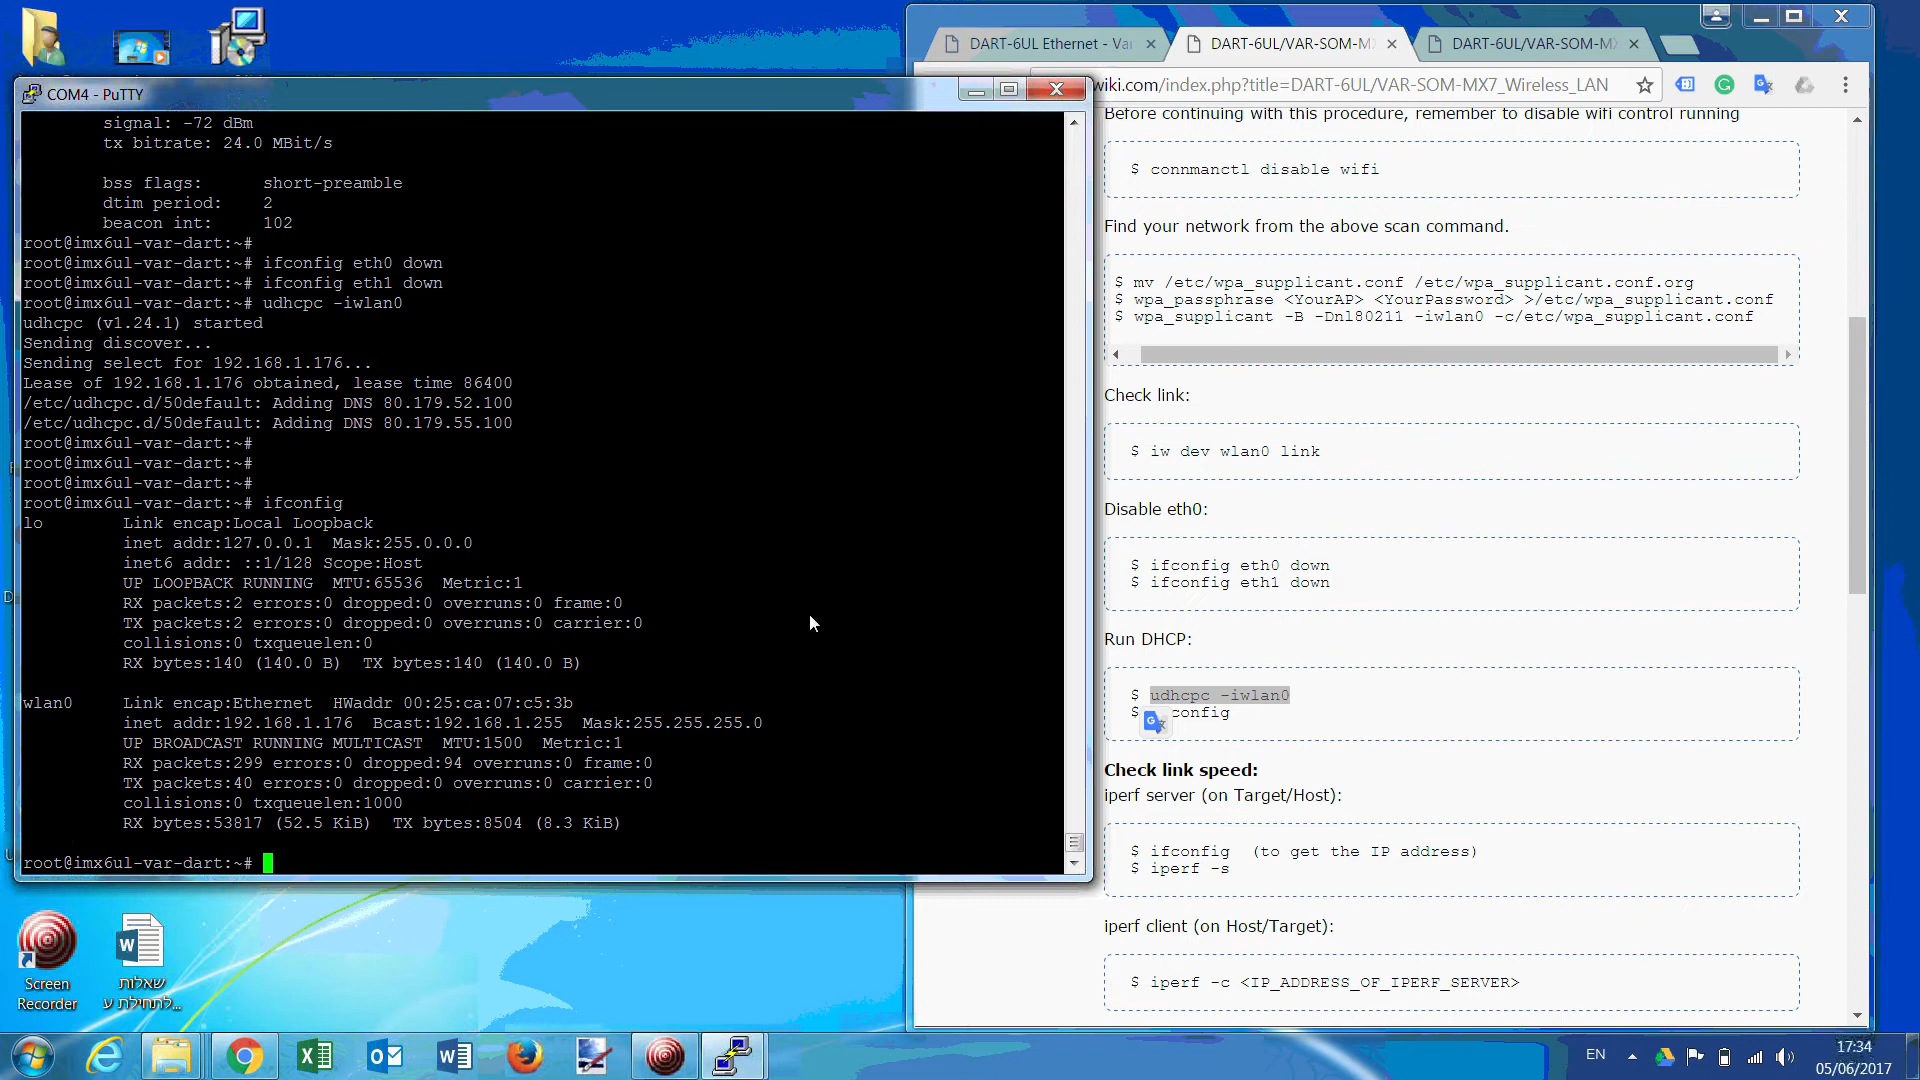 COM4 - PuTTY
signal: -72 dBm
tx bitrate: 24.0 MBit/s
bss flags: short-preamble
dtim period: 2
beacon int: 102
root@imx6ul-var-dart:~#
root@imx6ul-var-dart:~# ifconfig eth0 down
root@imx6ul-var-dart:~# ifconfig eth1 down
root@imx6ul-var-dart:~# udhcpc -iwlan0
udhcpc (v1.24.1) started
Sending discover...
Sending select for 192.168.1.176...
Lease of 192.168.1.176 obtained, lease time 86400
/etc/udhcpc.d/50default: Adding DNS 80.179.52.100
/etc/udhcpc.d/50default: Adding DNS 80.179.55.100
root@imx6ul-var-dart:~#
root@imx6ul-var-dart:~#
root@imx6ul-var-dart:~#
root@imx6ul-var-dart:~# ifconfig
lo Link encap:Local Loopback
inet addr:127.0.0.1 Mask:255.0.0.0
inet6 addr: ::1/128 Scope:Host
UP LOOPBACK RUNNING MTU:65536 Metric:1
RX packets:2 errors:0 dropped:0 overruns:0 frame:0
TX packets:2 errors:0 dropped:0 overruns:0 carrier:0
collisions:0 txqueuelen:0
RX bytes:140 (140.0 B) TX bytes:140 (140.0 B)
wlan0 Link encap:Ethernet HWaddr 00:25:ca:07:c5:3b
inet addr:192.168.1.176 Bcast:192.168.1.255 Mask:255.255.255.0
UP BROADCAST RUNNING MULTICAST MTU:1500 Metric:1
RX packets:299 errors:0 dropped:94 overruns:0 frame:0
TX packets:40 errors:0 dropped:0 overruns:0 carrier:0
collisions:0 txqueuelen:1000
RX bytes:53817 (52.5 KiB) TX bytes:8504 (8.3 KiB)
root@imx6ul-var-dart:~#
DART-6UL Ethernet - Va
DART-6UL/VAR-SOM-MX
DART-6UL/VAR-SOM-MX
wiki.com/index.php?title=DART-6UL/VAR-SOM-MX7_Wireless_LAN
Before continuing with this procedure, remember to disable wifi control running
$ connmanctl disable wifi
Find your network from the above scan command.
$ mv /etc/wpa_supplicant.conf /etc/wpa_supplicant.conf.org
$ wpa_passphrase <YourAP> <YourPassword> >/etc/wpa_supplicant.conf
$ wpa_supplicant -B -Dnl80211 -iwlan0 -c/etc/wpa_supplicant.conf
Check link:
$ iw dev wlan0 link
Disable eth0:
$ ifconfig eth0 down
$ ifconfig eth1 down
Run DHCP:
$ udhcpc -iwlan0
$ config
Check link speed:
iperf server (on Target/Host):
$ ifconfig (to get the IP address)
$ iperf -s
iperf client (on Host/Target):
$ iperf -c <IP_ADDRESS_OF_IPERF_SERVER>
Screen
Recorder
שאלות
לתחילת ע...
EN
17:34
05/06/2017